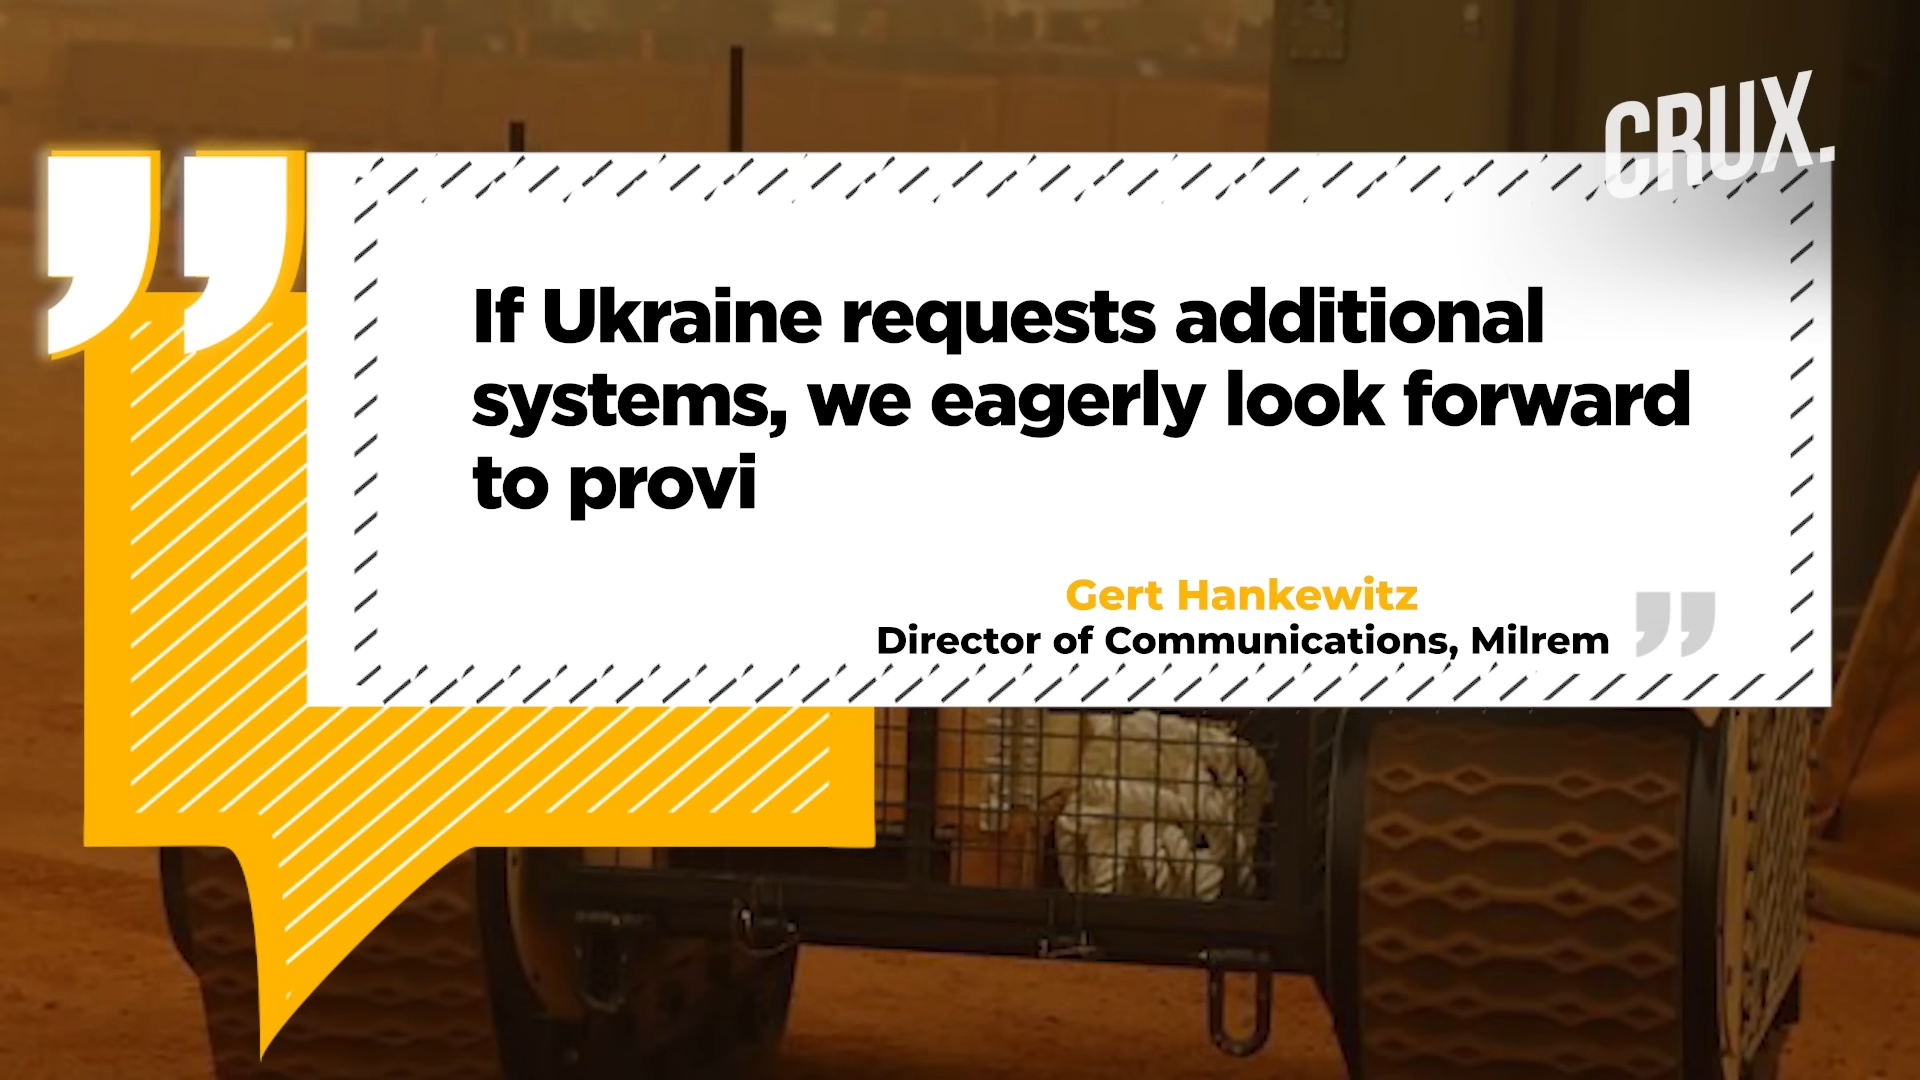 CRUX.
If Ukraine requests additional
systems, we eagerly look forward
to provi
Gert Hankewitz
Director of Communications, Milrem